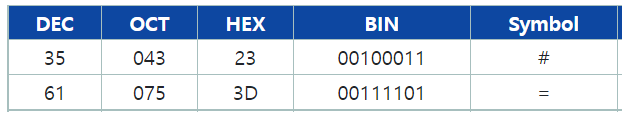 DEC OCT HEX BIN Symbol
35 043 23 00100011 #
61 075 3D 00111101 =